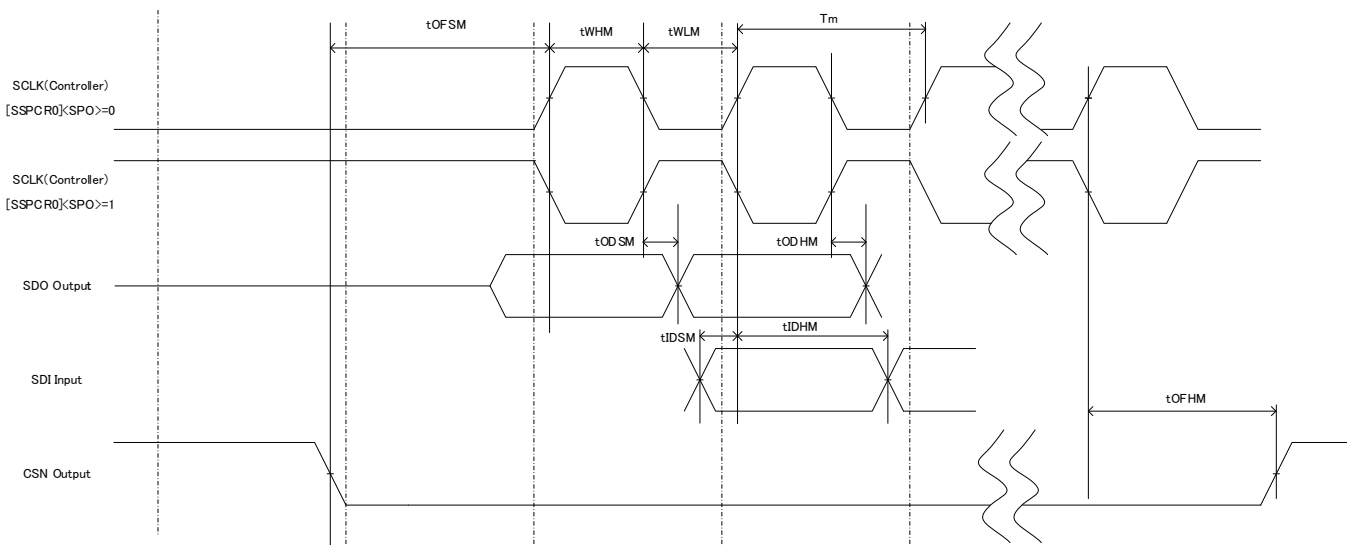 tOFSM
tWHM
tWLM
Tm
SCLK(Controller)
[SSPCR0]<SPO>=0
SCLK(Controller)
[SSPCR0]<SPO>=1
tODSM
tODHM
SDO Output
tIDSM
tIDHM
SDI Input
tOFHM
CSN Output